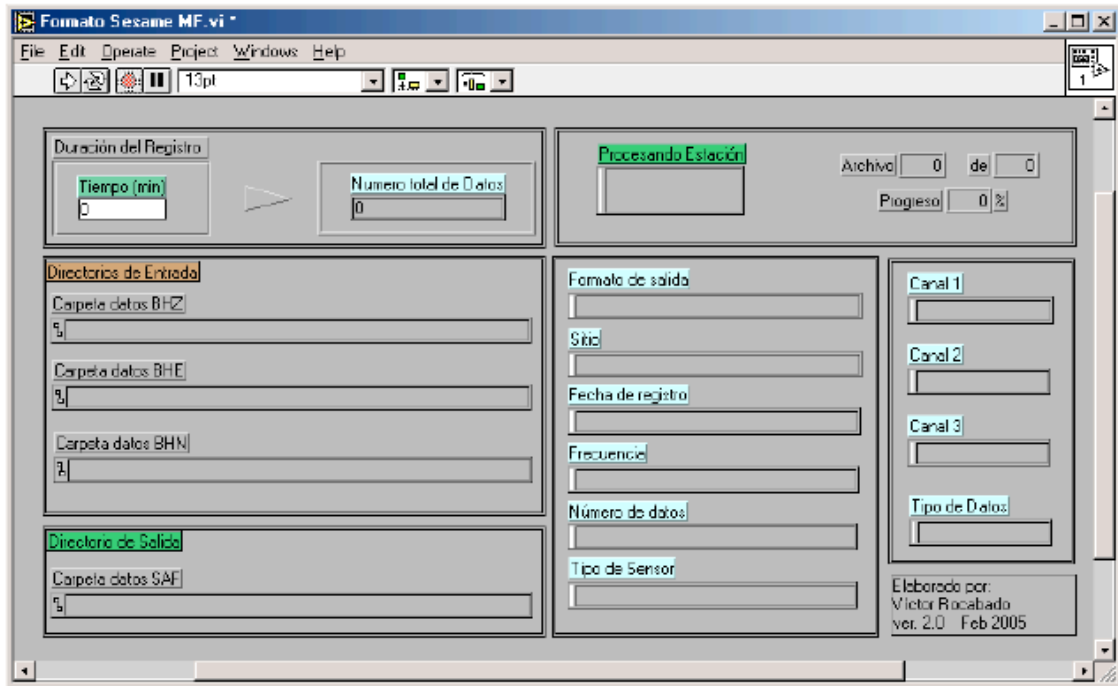 Formato Sesame MF.vi *
File Edit Operate Project Windows Help
13pt
1
Duración del Registro
Tiempo (min)
0
Numero total de Datos
0
Procesando Estación
Archivo 0 de 0
Progreso 0 %
Directorios de Entrada
Carpeta datos BHZ
Carpeta datos BHE
Carpeta datos BHN
Directorio de Salida
Carpeta datos SAF
Formato de salida
Sitio
Fecha de registro
Frecuencia
Número de datos
Tipo de Sensor
Canal 1
Canal 2
Canal 3
Tipo de Datos
Elaborado por:
Víctor Rocabado
ver. 2.0 Feb 2005